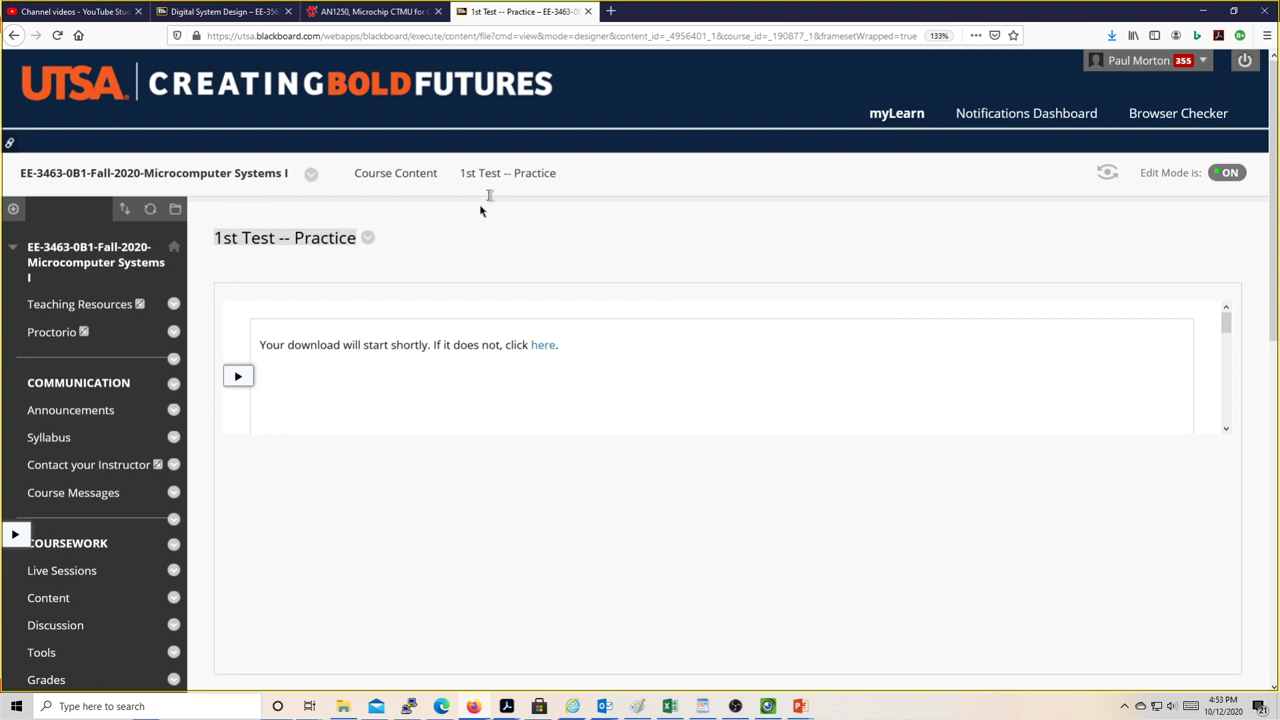 Channel videos - YouTube Stu
Digital System Design – EE-356
AN1250, Microchip CTMU for C
1st Test -- Practice – EE-3463-0
https://utsa.blackboard.com/webapps/blackboard/execute/content/file?cmd=view&mode=designer&content_id=_4956401_1&course_id=_190877_1&framesetWrapped=true
133%
UTSA. CREATINGBOLDFUTURES
Paul Morton 355
myLearn Notifications Dashboard Browser Checker
EE-3463-0B1-Fall-2020-Microcomputer Systems I
Course Content
1st Test -- Practice
Edit Mode is: ON
1st Test -- Practice
EE-3463-0B1-Fall-2020-
Microcomputer Systems
I
Teaching Resources
Proctorio
COMMUNICATION
Announcements
Syllabus
Contact your Instructor
Course Messages
COURSEWORK
Live Sessions
Content
Discussion
Tools
Grades
Your download will start shortly. If it does not, click here.
Type here to search
4:53 PM
10/12/2020
21